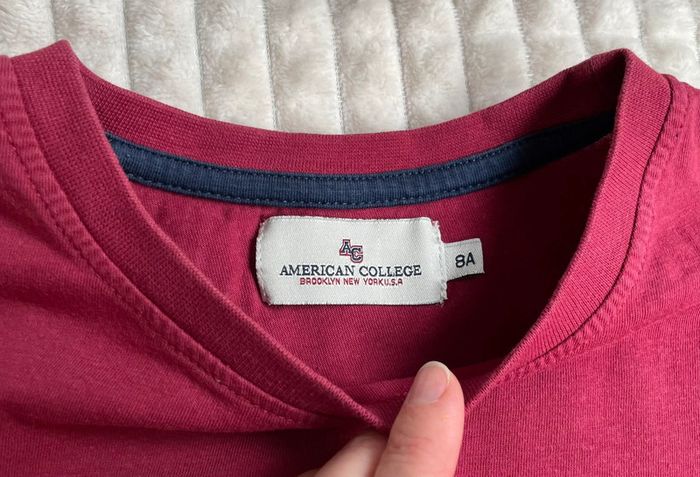 AC
AMERICAN COLLEGE
BROOKLYN NEW YORK U.S.A
8A